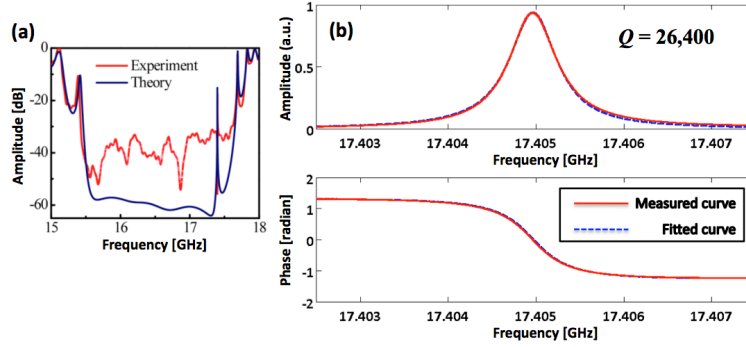 (a)
0
-20
-40
-60
Amplitude [dB]
Experiment
Theory
15
16
17
18
Frequency [GHz]
(b)
1
0.5
0
Amplitude (a.u.)
Q = 26,400
17.403
17.404
17.405
17.406
17.407
Frequency [GHz]
2
1
0
-1
-2
Phase [radian]
Measured curve
Fitted curve
17.403
17.404
17.405
17.406
17.407
Frequency [GHz]